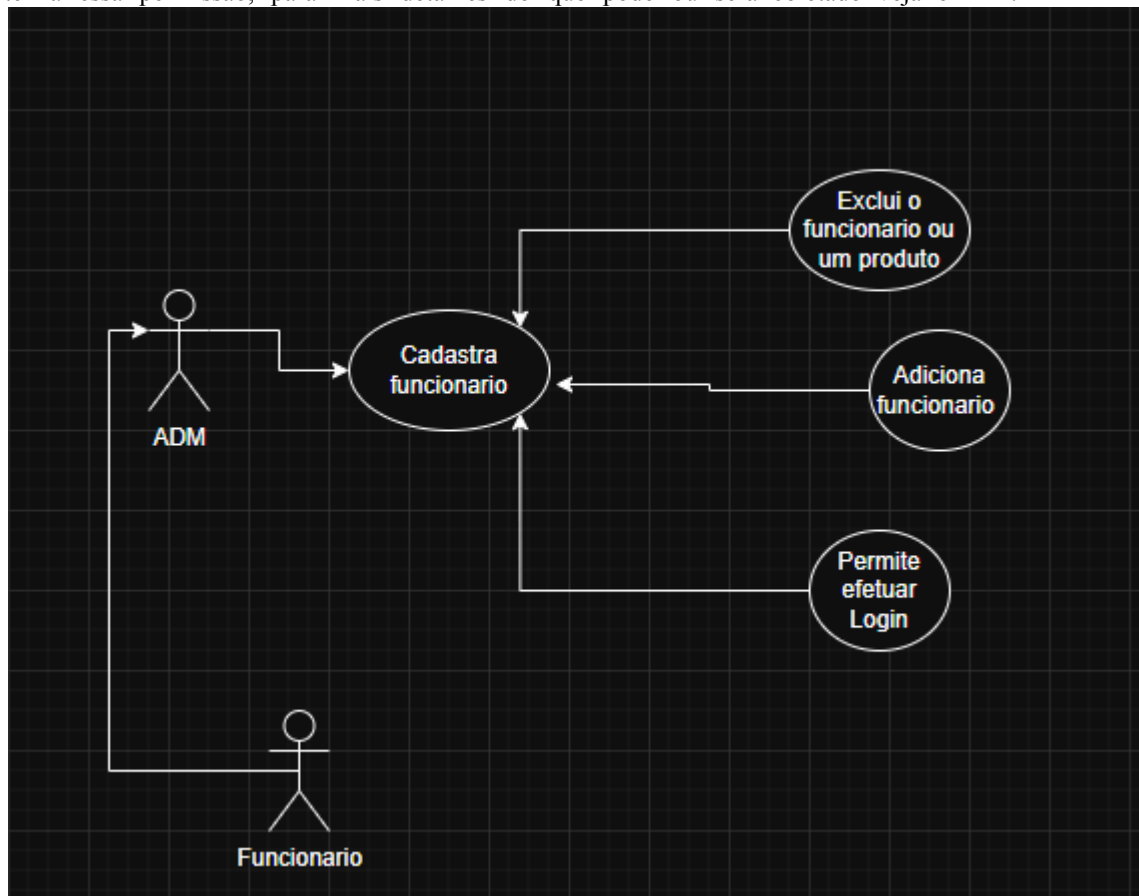 Exclui o
funcionario ou
um produto
Cadastra
funcionario
Adiciona
funcionario
ADM
Permite
efetuar
Login
Funcionario